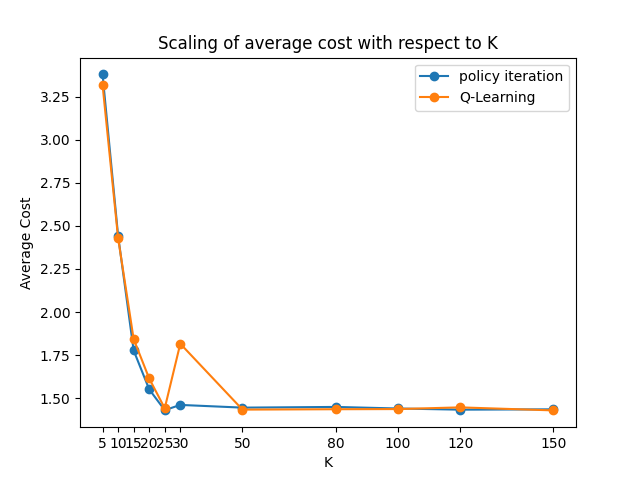 Scaling of average cost with respect to K
policy iteration
Q-Learning
Average Cost
3.25
3.00
2.75
2.50
2.25
2.00
1.75
1.50
5 10 15 20 25 30 50 80 100 120 150
K